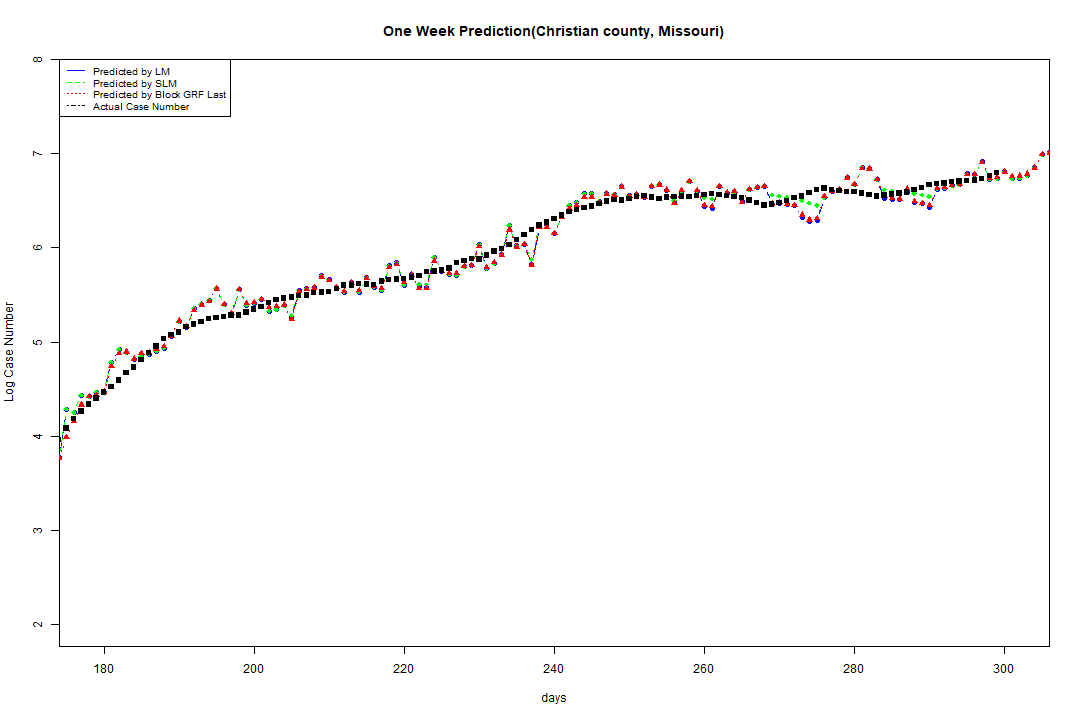 One Week Prediction(Christian county, Missouri)
Predicted by LM
Predicted by SLM
Predicted by Block GRF Last
Actual Case Number
8
7
6
5
4
3
2
Log Case Number
180 200 220 240 260 280 300
days